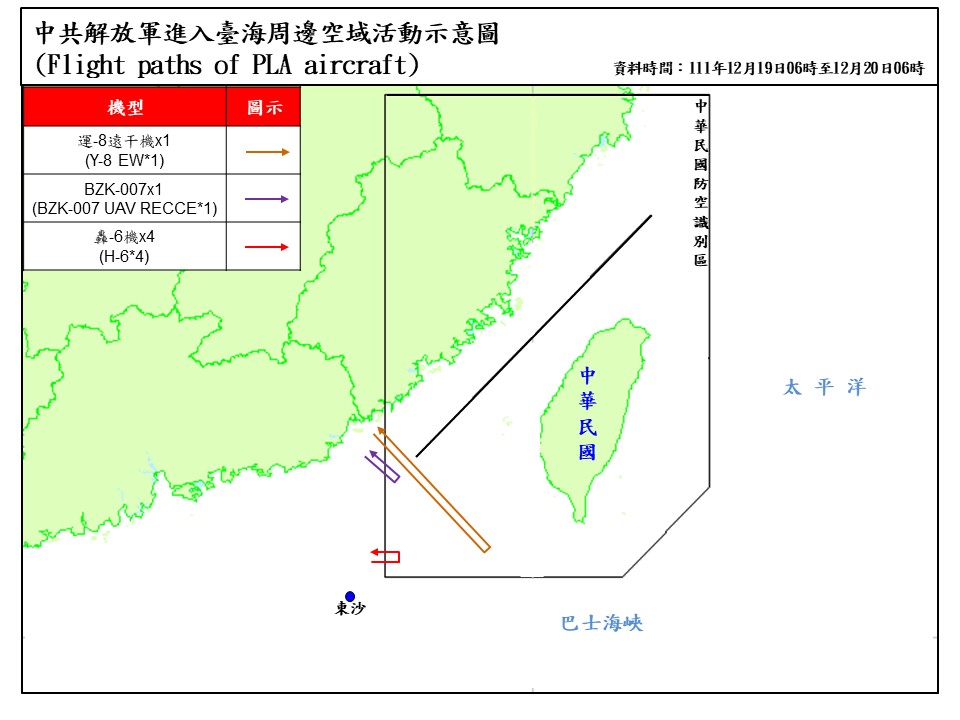 中共解放軍進入臺海周邊空域活動示意圖
(Flight paths of PLA aircraft)
資料時間：111年12月19日06時至12月20日06時
機型
圖示
運-8遠干機x1
(Y-8 EW*1)
BZK-007x1
(BZK-007 UAV RECCE*1)
轟-6機x4
(H-6*4)
中華民國防空識別區
中華民國
太平洋
東沙
巴士海峽